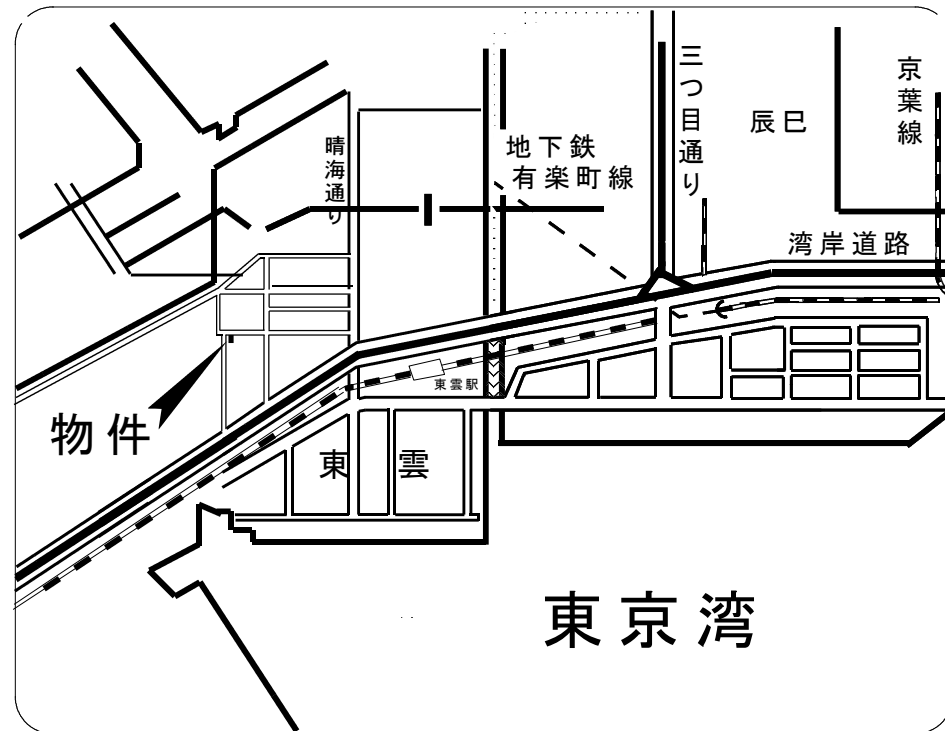 三つ目通り
京葉線
辰巳
地下鉄
有楽町線
晴海通り
湾岸道路
東雲駅
物件
東雲
東京湾